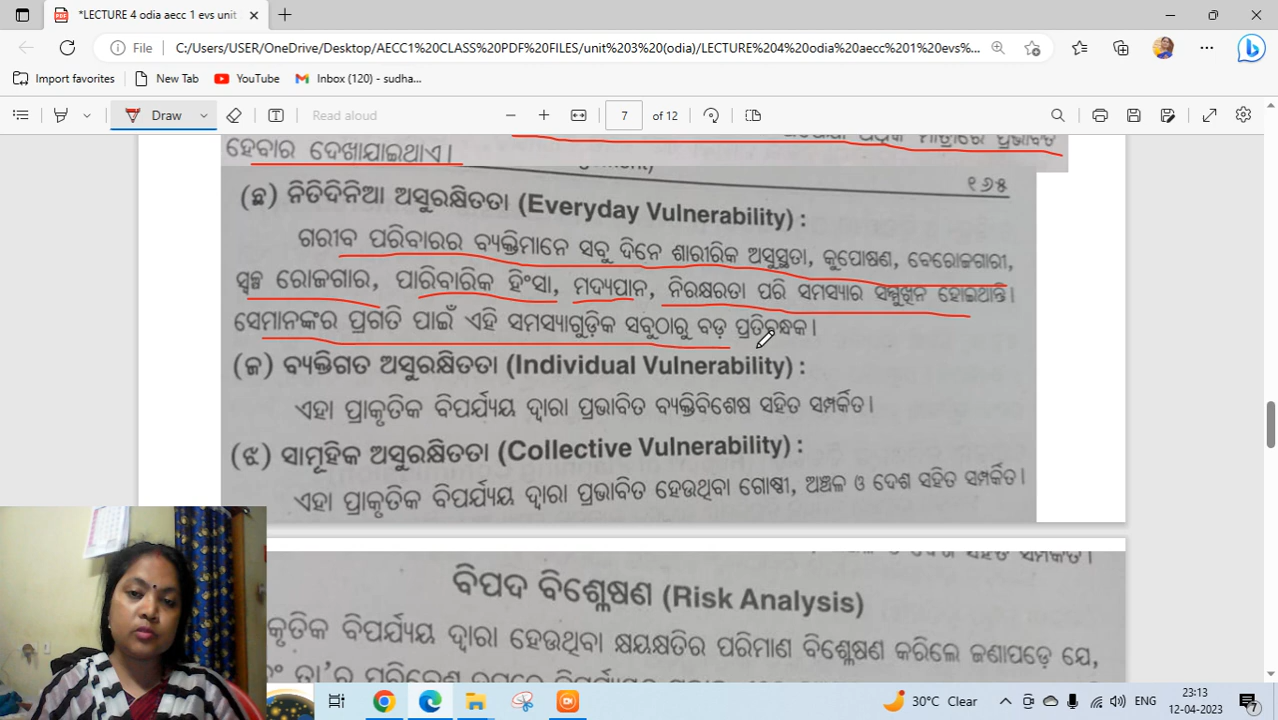 *LECTURE 4 odia aecc 1 evs unit
File C:/Users/USER/OneDrive/Desktop/AECC1%20CLASS%20PDF%20FILES/unit%203%20(odia)/LECTURE%204%20odia%20aecc%201%20evs%...
Import favorites New Tab YouTube Inbox (120) - sudha...
Draw Read aloud 7 of 12
ମାତ୍ରାରେ ପ୍ରଭାବିତ
ହେବାର ଦେଖାଯାଇଥାଏ।
୧୬୫
(ଛ) ନିତିଦିନିଆ ଅସୁରକ୍ଷିତତା (Everyday Vulnerability) :
ଗରୀବ ପରିବାରର ବ୍ୟକ୍ତିମାନେ ସବୁ ଦିନେ ଶାରୀରିକ ଅସୁସ୍ଥତା, କୁପୋଷଣ, ବେରୋଜଗାରୀ,
ସ୍ୱଳ୍ପ ରୋଜଗାର, ପାରିବାରିକ ହିଂସା, ମଦ୍ୟପାନ, ନିରକ୍ଷରତା ପରି ସମସ୍ୟାର ସମ୍ମୁଖିନ ହୋଇଥାନ୍ତି।
ସେମାନଙ୍କର ପ୍ରଗତି ପାଇଁ ଏହି ସମସ୍ୟାଗୁଡ଼ିକ ସବୁଠାରୁ ବଡ଼ ପ୍ରତିବନ୍ଧକ।
(ଜ) ବ୍ୟକ୍ତିଗତ ଅସୁରକ୍ଷିତତା (Individual Vulnerability) :
ଏହା ପ୍ରାକୃତିକ ବିପର୍ଯ୍ୟୟ ଦ୍ୱାରା ପ୍ରଭାବିତ ବ୍ୟକ୍ତିବିଶେଷ ସହିତ ସମ୍ପର୍କିତ।
(ଝ) ସାମୂହିକ ଅସୁରକ୍ଷିତତା (Collective Vulnerability) :
ଏହା ପ୍ରାକୃତିକ ବିପର୍ଯ୍ୟୟ ଦ୍ୱାରା ପ୍ରଭାବିତ ହେଉଥିବା ଗୋଷ୍ଠୀ, ଅଞ୍ଚଳ ଓ ଦେଶ ସହିତ ସମ୍ପର୍କିତ।
ବିପଦ ବିଶ୍ଳେଷଣ (Risk Analysis)
କୃତିକ ବିପର୍ଯ୍ୟୟ ଦ୍ୱାରା ହେଉଥିବା କ୍ଷୟକ୍ଷତିର ପରିମାଣ ବିଶ୍ଳେଷଣ କରିଲେ ଜଣାପଡ଼େ ଯେ,
30°C Clear ENG 23:13
12-04-2023